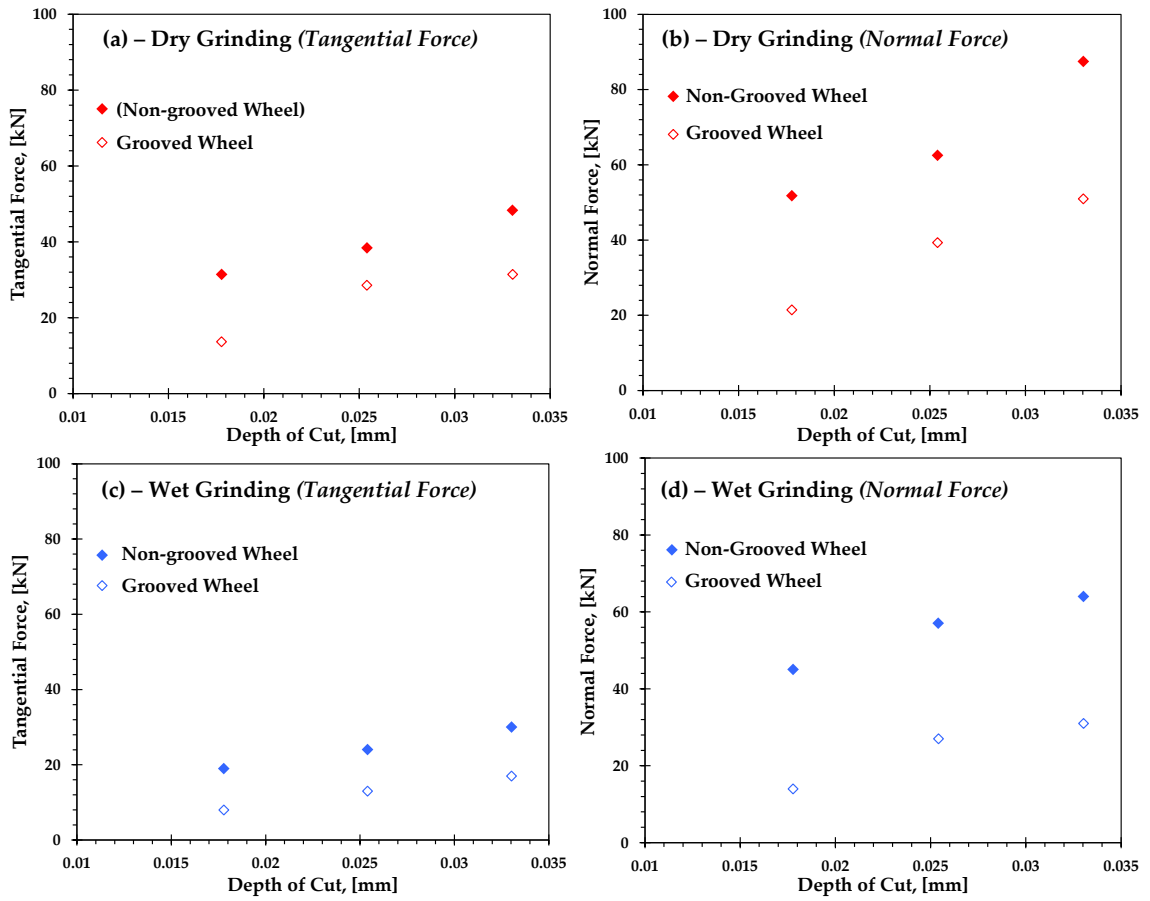 100
80
60
40
20
0
Tangential Force, [kN]
(a) – Dry Grinding (Tangential Force)
(Non-grooved Wheel)
Grooved Wheel
0.01 0.015 0.02 0.025 0.03 0.035
Depth of Cut, [mm]
100
80
60
40
20
0
Normal Force, [kN]
(b) – Dry Grinding (Normal Force)
Non-Grooved Wheel
Grooved Wheel
0.01 0.015 0.02 0.025 0.03 0.035
Depth of Cut, [mm]
100
80
60
40
20
0
Tangential Force, [kN]
(c) – Wet Grinding (Tangential Force)
Non-grooved Wheel
Grooved Wheel
0.01 0.015 0.02 0.025 0.03 0.035
Depth of Cut, [mm]
100
80
60
40
20
0
Normal Force, [kN]
(d) – Wet Grinding (Normal Force)
Non-Grooved Wheel
Grooved Wheel
0.01 0.015 0.02 0.025 0.03 0.035
Depth of Cut, [mm]